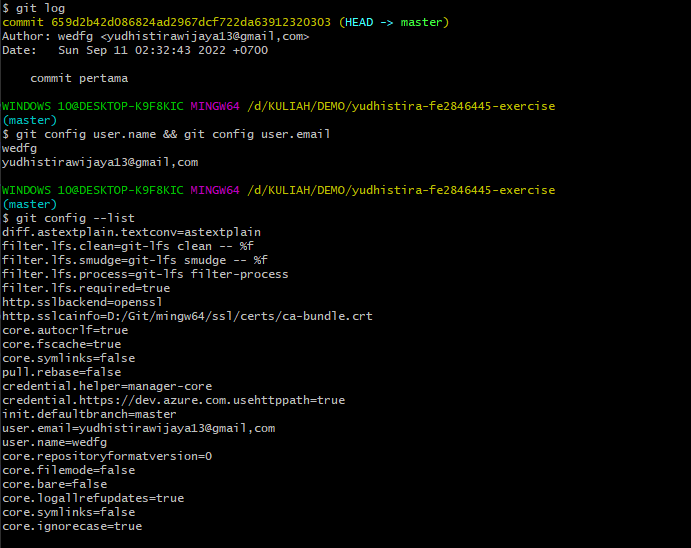 $ git log
commit 659d2b42d086824ad2967dcf722da63912320303 (HEAD -> master)
Author: wedfg <yudhistirawijaya13@gmail,com>
Date:   Sun Sep 11 02:32:43 2022 +0700
    commit pertama
WINDOWS 10@DESKTOP-K9F8KIC MINGW64 /d/KULIAH/DEMO/yudhistira-fe2846445-exercise
(master)
$ git config user.name && git config user.email
wedfg
yudhistirawijaya13@gmail,com
WINDOWS 10@DESKTOP-K9F8KIC MINGW64 /d/KULIAH/DEMO/yudhistira-fe2846445-exercise
(master)
$ git config --list
diff.astextplain.textconv=astextplain
filter.lfs.clean=git-lfs clean -- %f
filter.lfs.smudge=git-lfs smudge -- %f
filter.lfs.process=git-lfs filter-process
filter.lfs.required=true
http.sslbackend=openssl
http.sslcainfo=D:/Git/mingw64/ssl/certs/ca-bundle.crt
core.autocrlf=true
core.fscache=true
core.symlinks=false
pull.rebase=false
credential.helper=manager-core
credential.https://dev.azure.com.usehttppath=true
init.defaultbranch=master
user.email=yudhistirawijaya13@gmail,com
user.name=wedfg
core.repositoryformatversion=0
core.filemode=false
core.bare=false
core.logallrefupdates=true
core.symlinks=false
core.ignorecase=true